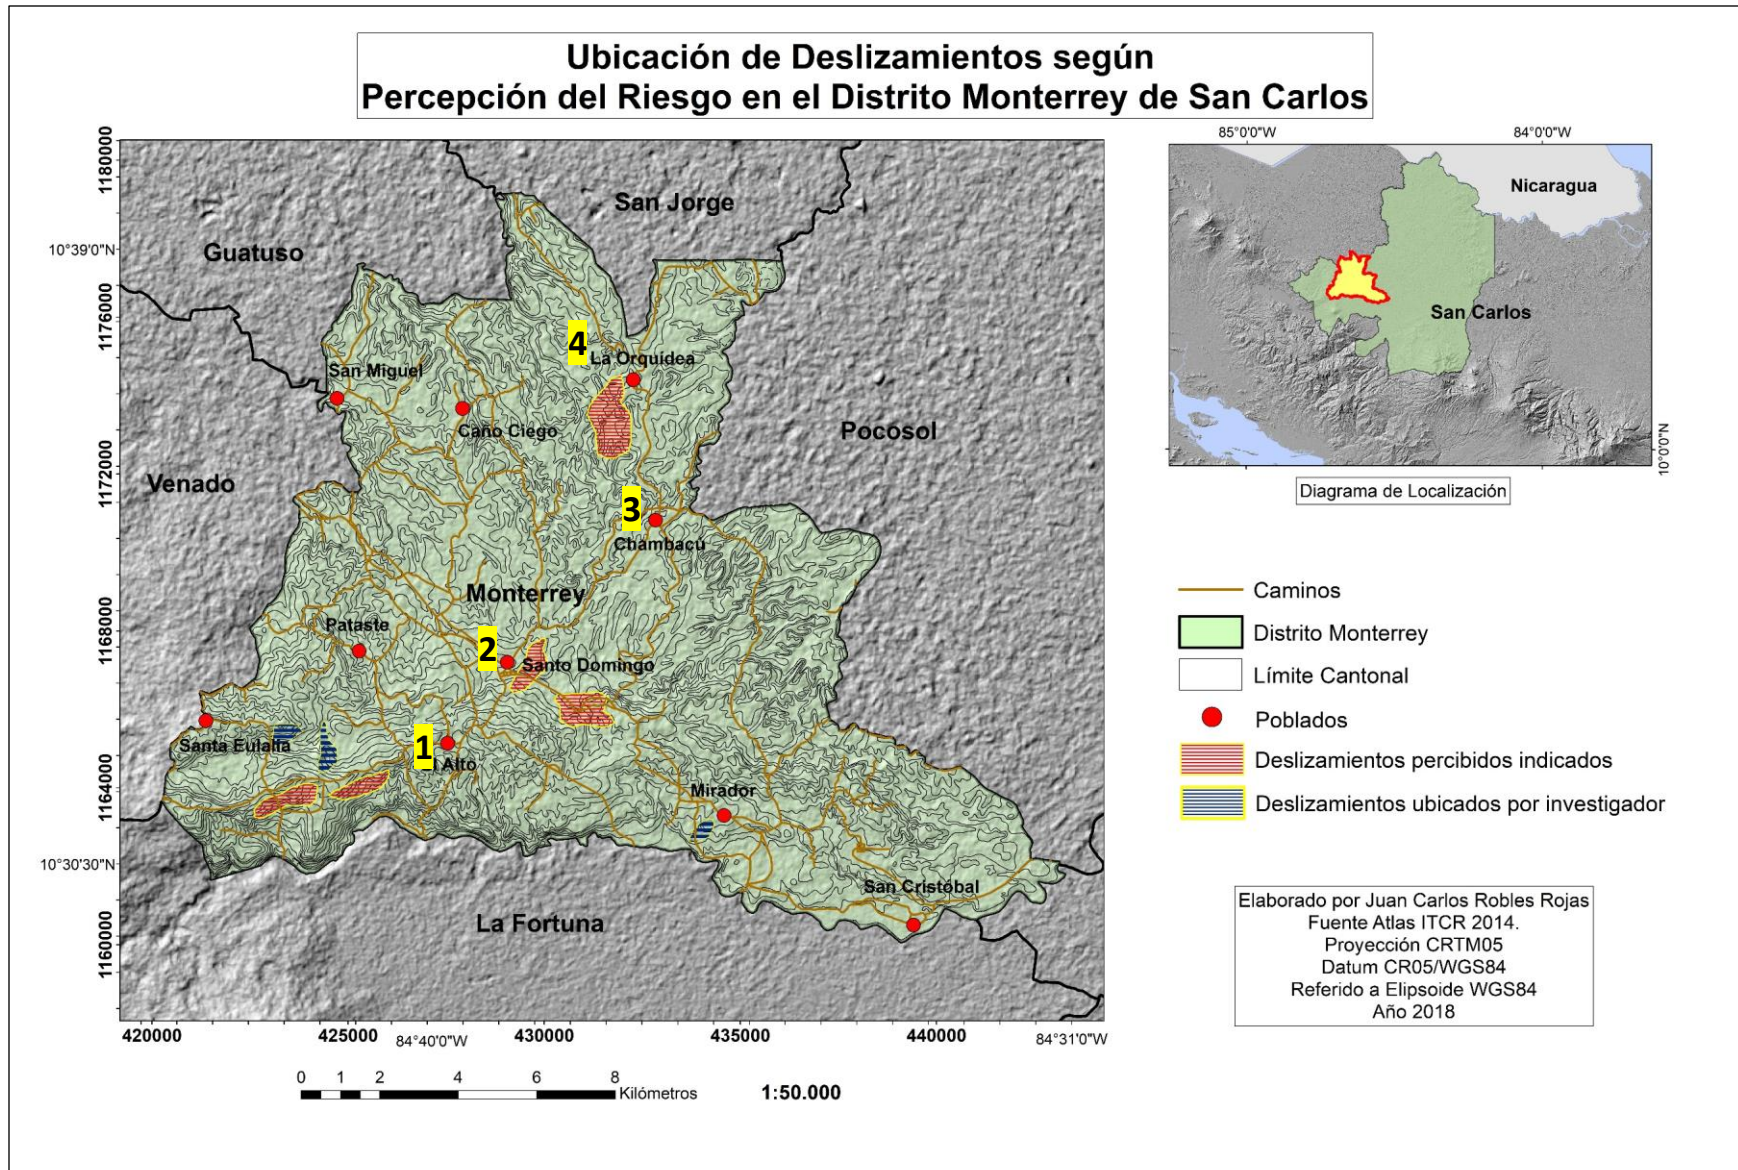 Ubicación de Deslizamientos según
Percepción del Riesgo en el Distrito Monterrey de San Carlos
85°0'0"W
84°0'0"W
Nicaragua
San Carlos
10°0'0"N
Diagrama de Localización
1180000
10°39'0"N
1176000
1172000
1168000
1164000
10°30'30"N
1160000
San Jorge
Guatuso
4
La Orquídea
San Miguel
Caño Ciego
Pocosol
Venado
3
Chambacú
Monterrey
Pataste
2
Santo Domingo
Santa Eulalia
1
El Alto
Mirador
San Cristóbal
La Fortuna
420000
425000
84°40'0"W
430000
435000
440000
84°31'0"W
0 1 2 4 6 8
Kilómetros
1:50.000
Caminos
Distrito Monterrey
Límite Cantonal
Poblados
Deslizamientos percibidos indicados
Deslizamientos ubicados por investigador
Elaborado por Juan Carlos Robles Rojas
Fuente Atlas ITCR 2014.
Proyección CRTM05
Datum CR05/WGS84
Referido a Elipsoide WGS84
Año 2018